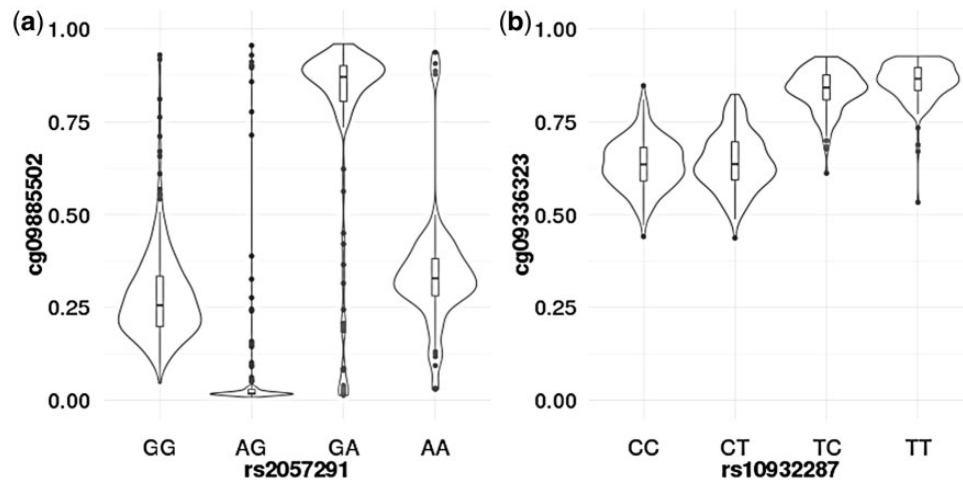 (a)
1.00
0.75
0.50
0.25
0.00
cg09885502
GG AG GA AA
rs2057291
(b)
1.00
0.75
0.50
0.25
0.00
cg09336323
CC CT TC TT
rs10932287